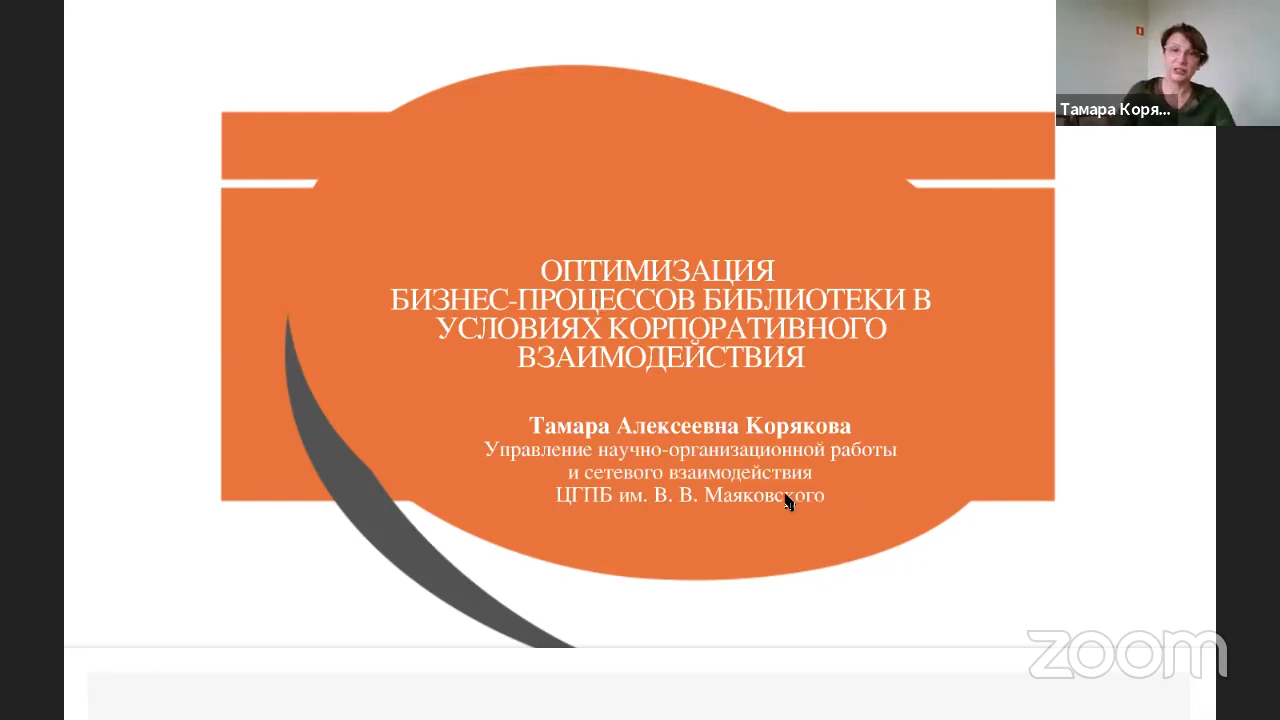 Тамара Коря...
ОПТИМИЗАЦИЯ
БИЗНЕС-ПРОЦЕССОВ БИБЛИОТЕКИ В
УСЛОВИЯХ КОРПОРАТИВНОГО
ВЗАИМОДЕЙСТВИЯ
Тамара Алексеевна Корякова
Управление научно-организационной работы
и сетевого взаимодействия
ЦГПБ им. В. В. Маяковского
zoom